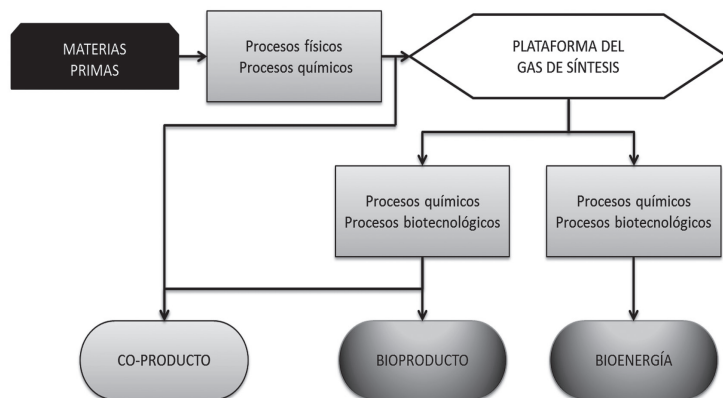 MATERIAS
PRIMAS
Procesos físicos
Procesos químicos
PLATAFORMA DEL
GAS DE SÍNTESIS
Procesos químicos
Procesos biotecnológicos
Procesos químicos
Procesos biotecnológicos
CO-PRODUCTO
BIOPRODUCTO
BIOENERGÍA